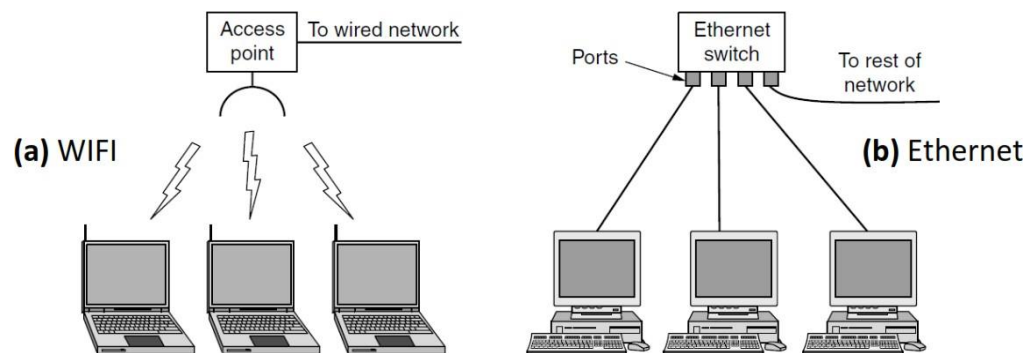 Access
point
To wired network
(a) WIFI
Ethernet
switch
Ports
To rest of
network
(b) Ethernet